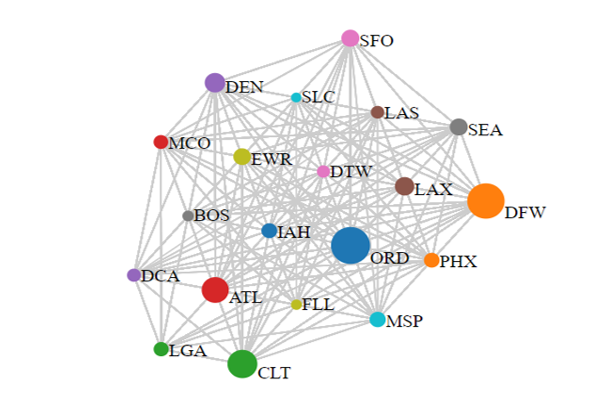 SFO
DEN
SLC
LAS
SEA
MCO
EWR
DTW
LAX
DFW
BOS
IAH
ORD
PHX
DCA
ATL
FLL
MSP
LGA
CLT